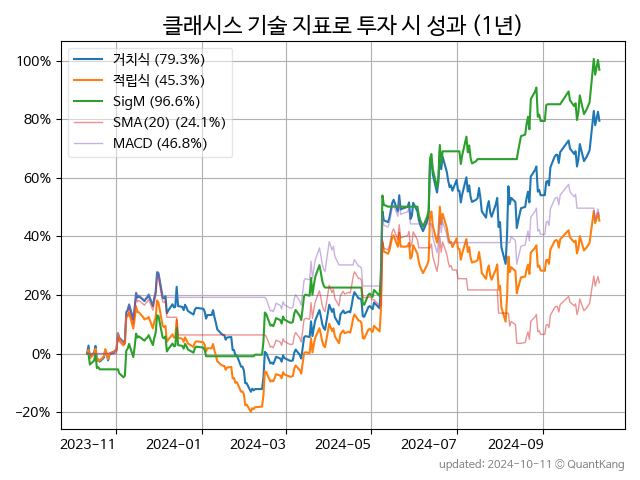 클래시스 기술 지표로 투자 시 성과 (1년)
거치식 (79.3%)
적립식 (45.3%)
SigM (96.6%)
SMA(20) (24.1%)
MACD (46.8%)
100%
80%
60%
40%
20%
0%
−20%
2023-11
2024-01
2024-03
2024-05
2024-07
2024-09
updated: 2024-10-11 © QuantKang